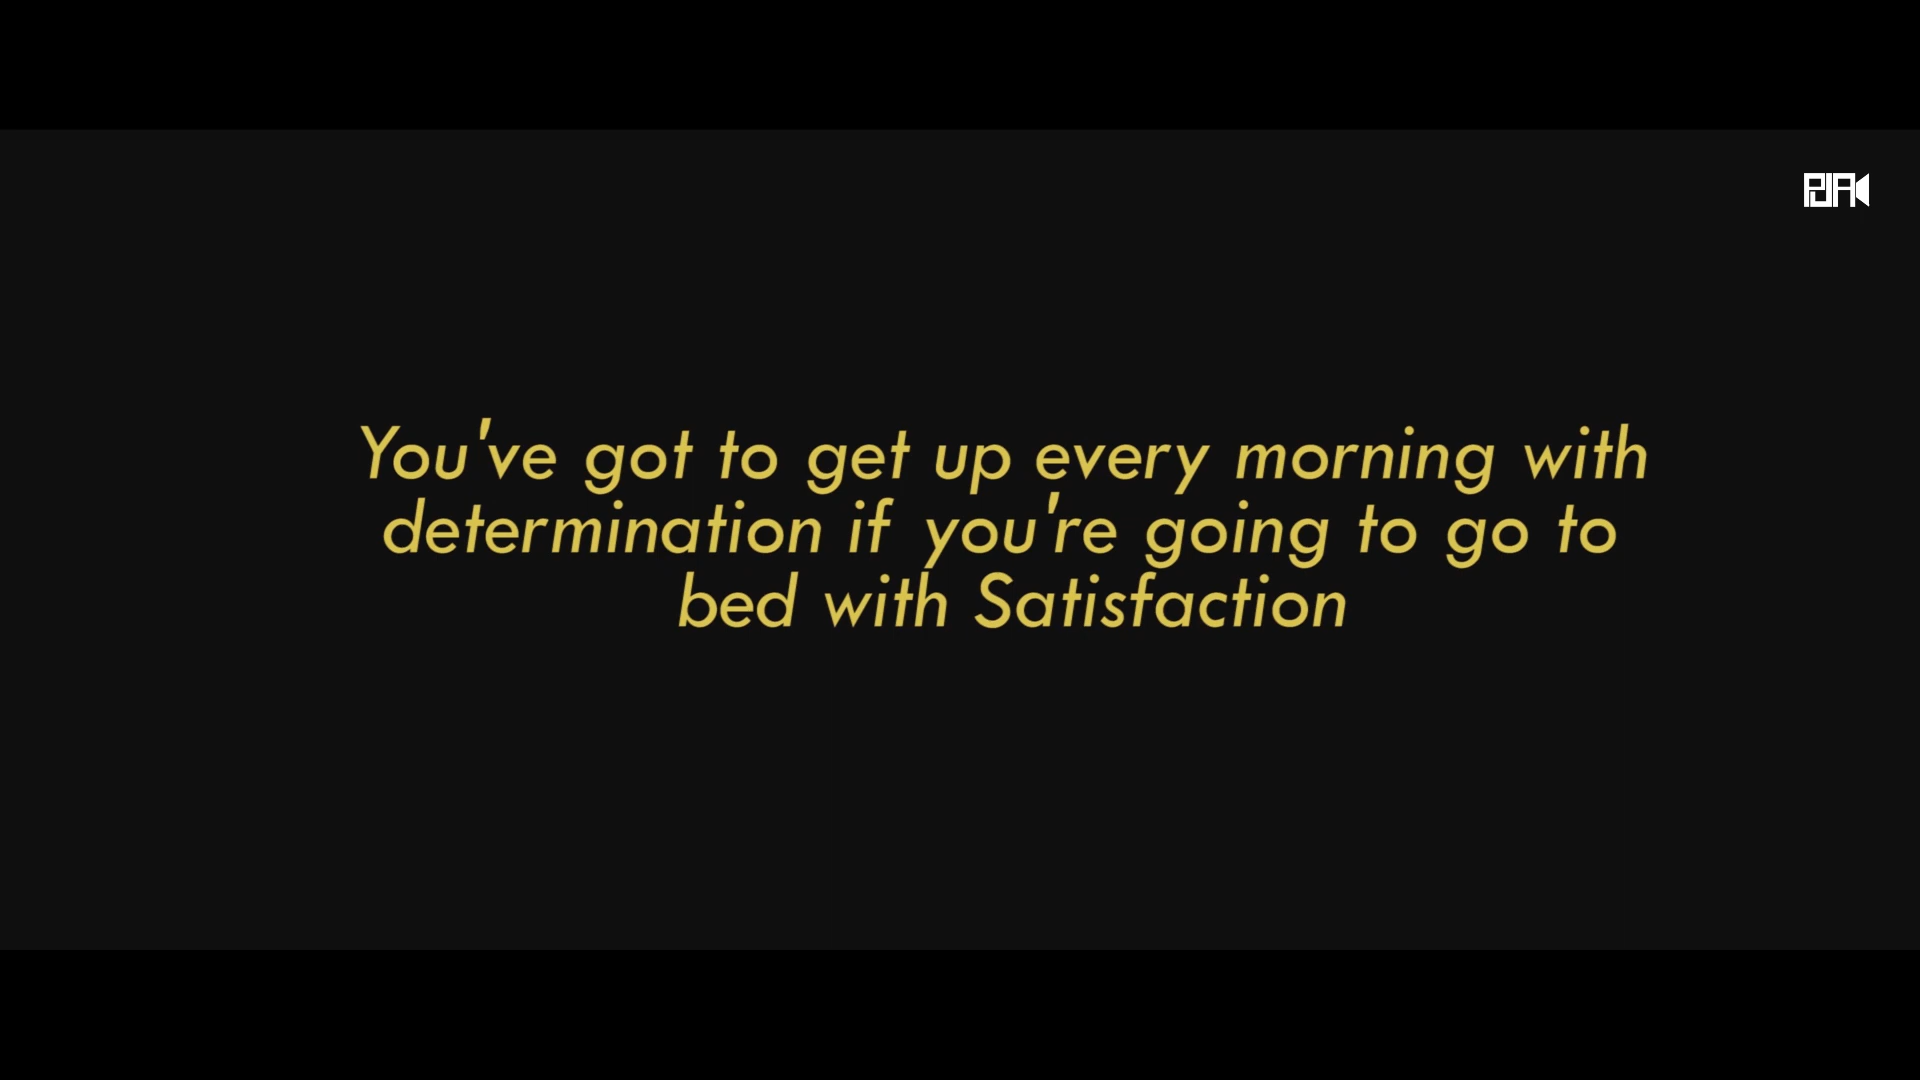 PJA
You've got to get up every morning with
determination if you're going to go to
bed with Satisfaction